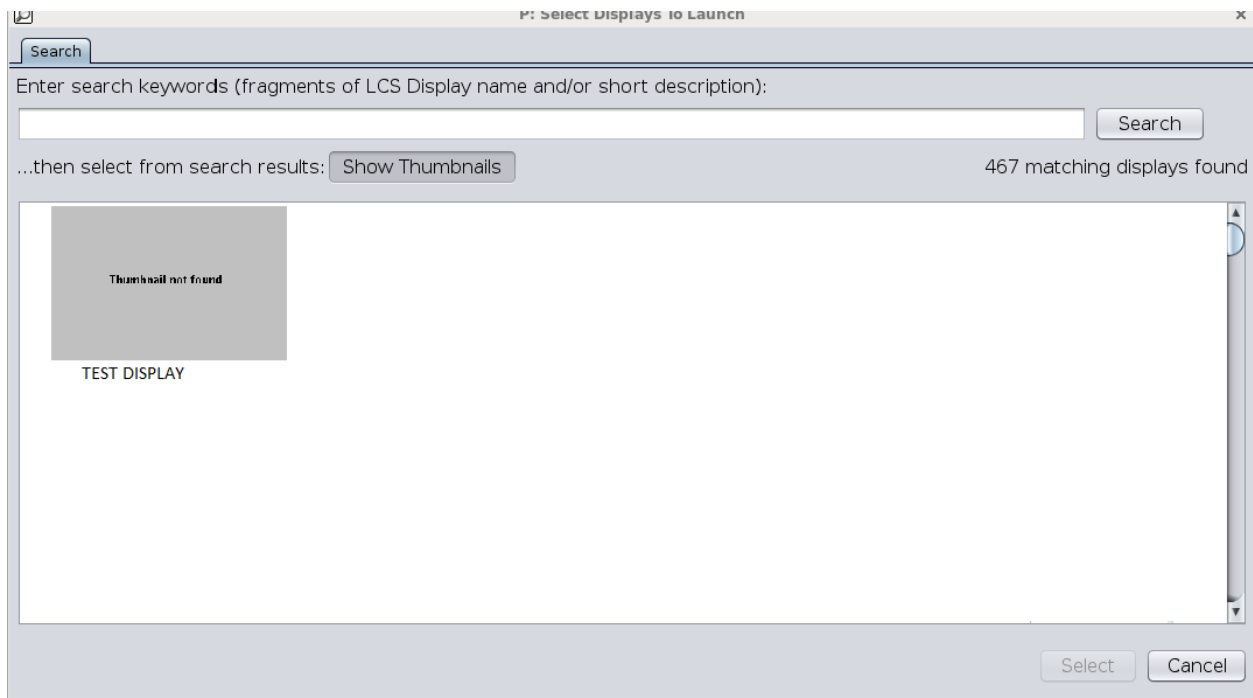 P: Select Displays To Launch
x
Search
Enter search keywords (fragments of LCS Display name and/or short description):
Search
...then select from search results: Show Thumbnails 467 matching displays found
Thumbnail not found
TEST DISPLAY
Select Cancel